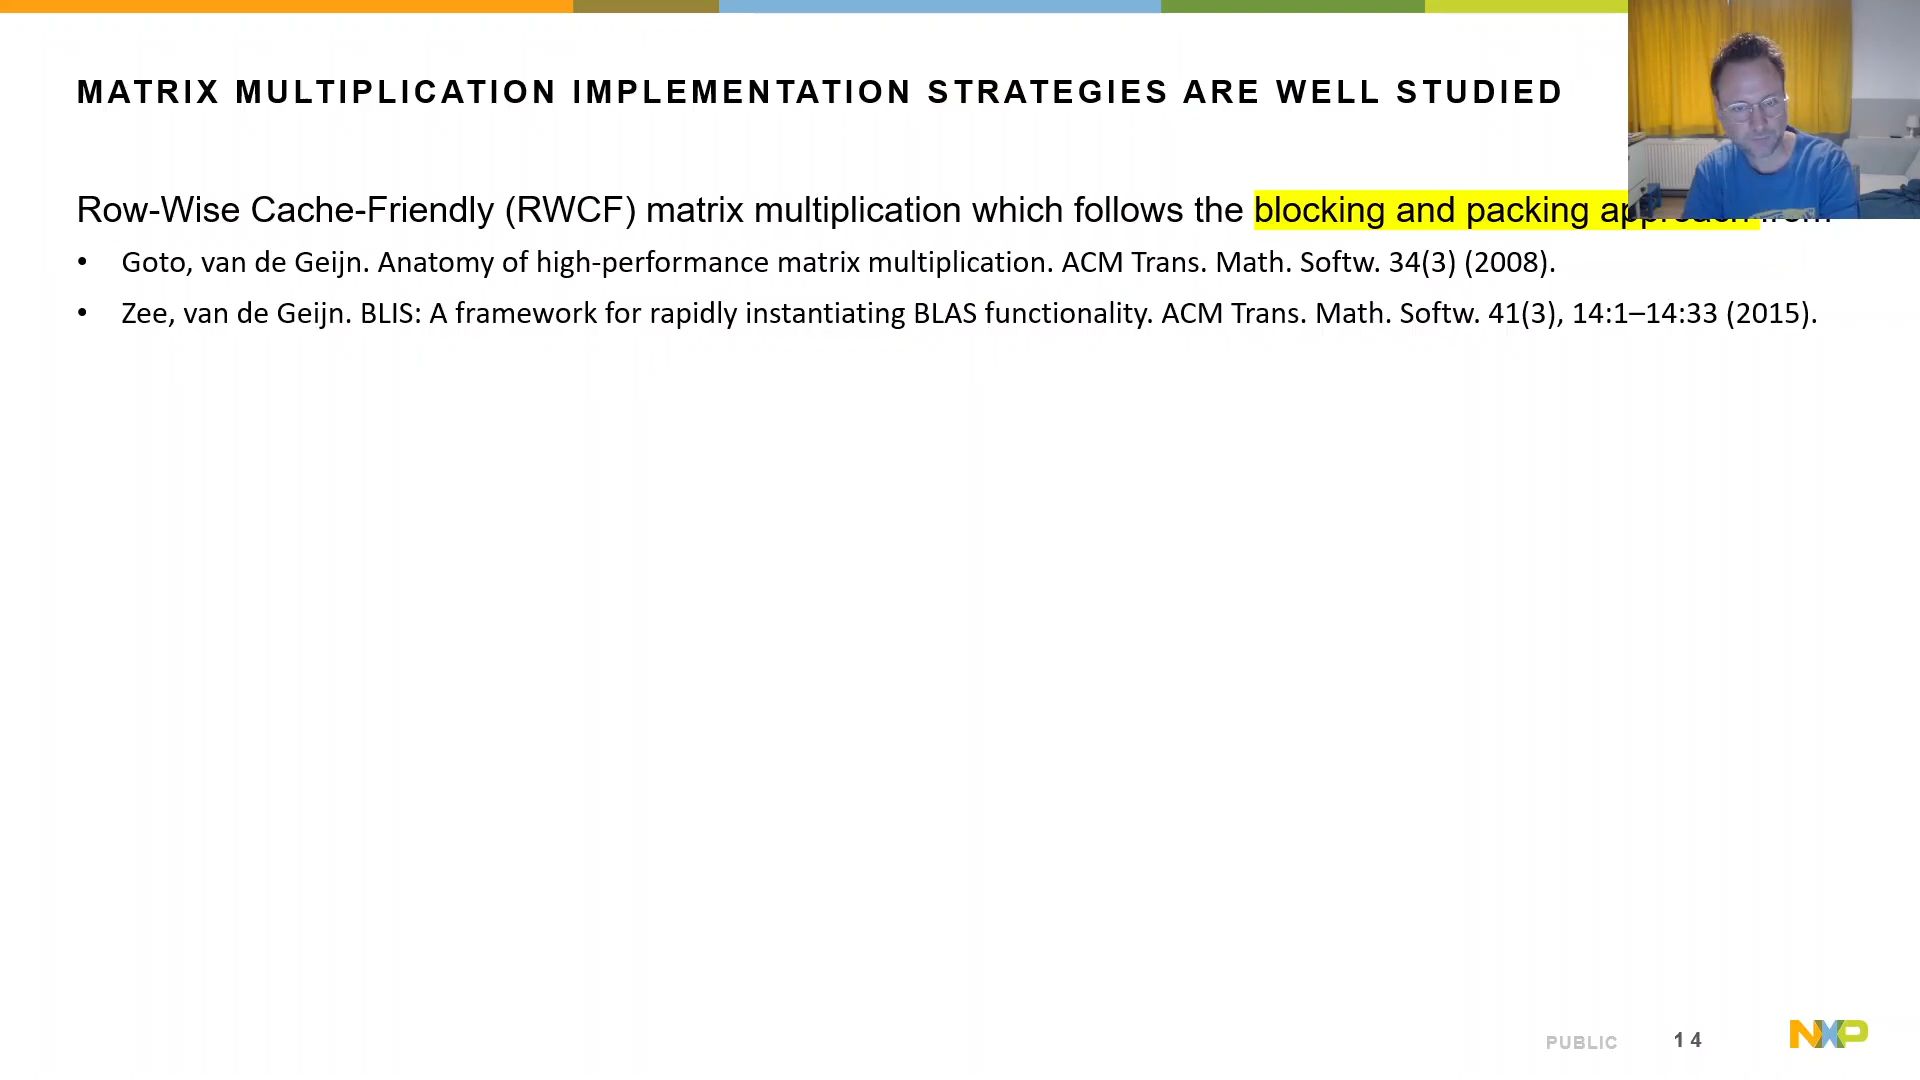 MATRIX MULTIPLICATION IMPLEMENTATION STRATEGIES ARE WELL STUDIED
Row-Wise Cache-Friendly (RWCF) matrix multiplication which follows the blocking and packing
• Goto, van de Geijn. Anatomy of high-performance matrix multiplication. ACM Trans. Math. Softw. 34(3) (2008).
• Zee, van de Geijn. BLIS: A framework for rapidly instantiating BLAS functionality. ACM Trans. Math. Softw. 41(3), 14:1–14:33 (2015).
PUBLIC 14 NXP